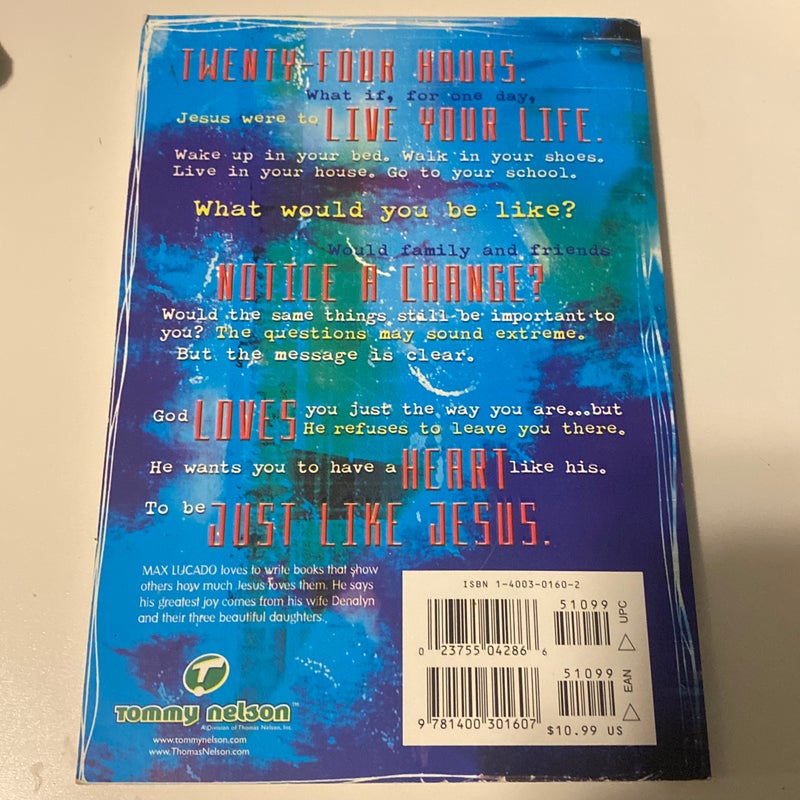 TWENTY-FOUR HOURS.
What if, for one day,
Jesus were to LIVE YOUR LIFE.
Wake up in your bed. Walk in your shoes.
Live in your house. Go to your school.
What would you be like?
Would family and friends
NOTICE A CHANGE?
Would the same things still be important to
you? The questions may sound extreme.
But the message is clear.
God LOVES you just the way you are...but
He refuses to leave you there.
He wants you to have a HEART like his.
To be JUST LIKE JESUS.
MAX LUCADO loves to write books that show
others how much Jesus loves them. He says
his greatest joy comes from his wife Denalyn
and their three beautiful daughters.
T
Tommy nelson™
A Division of Thomas Nelson, Inc.
www.tommynelson.com
www.ThomasNelson.com
ISBN 1-4003-0160-2
51099
UPC
0 23755 04286 6
51099
EAN
9 781400 301607
$10.99 US